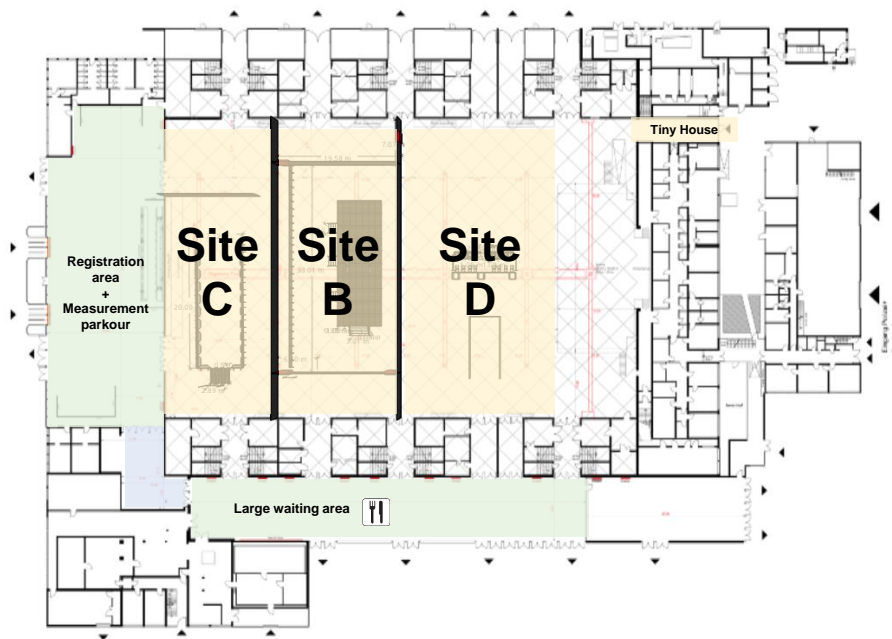 Tiny House
Site
C
Site
B
Site
D
Registration
area
+
Measurement
parkour
Large waiting area